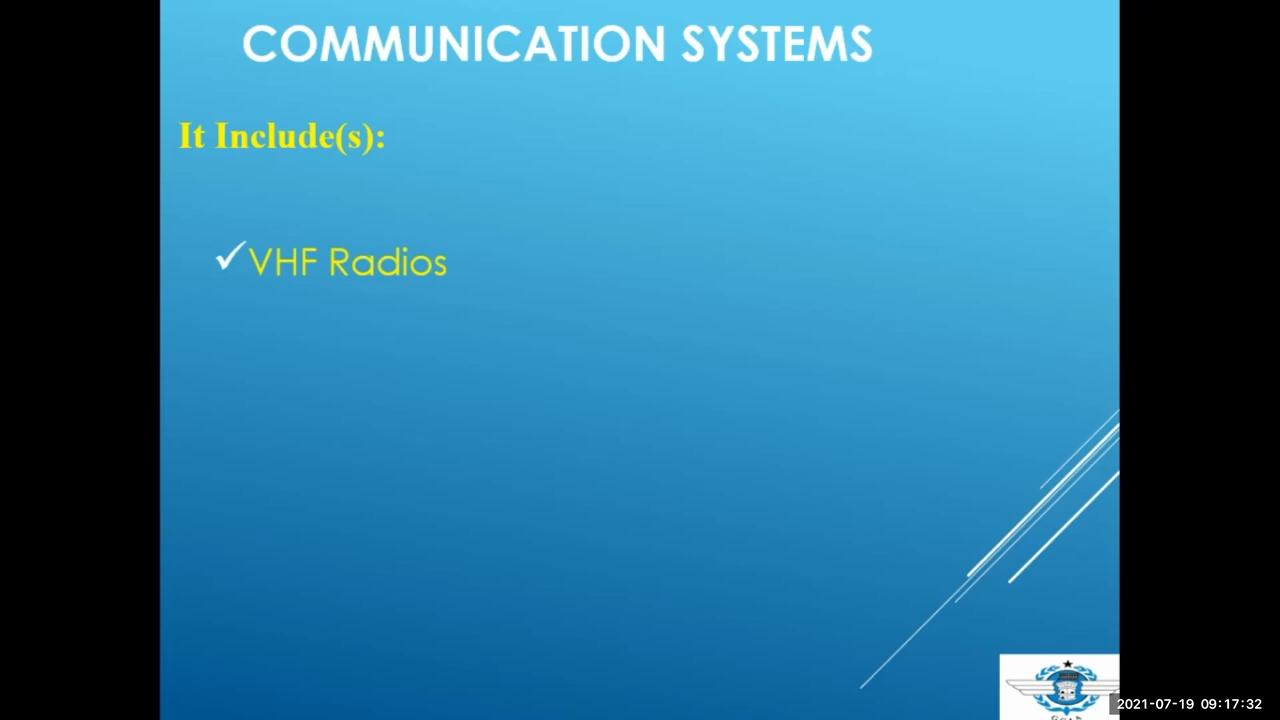 COMMUNICATION SYSTEMS
It Include(s):
✓VHF Radios
2021-07-19 09:17:32